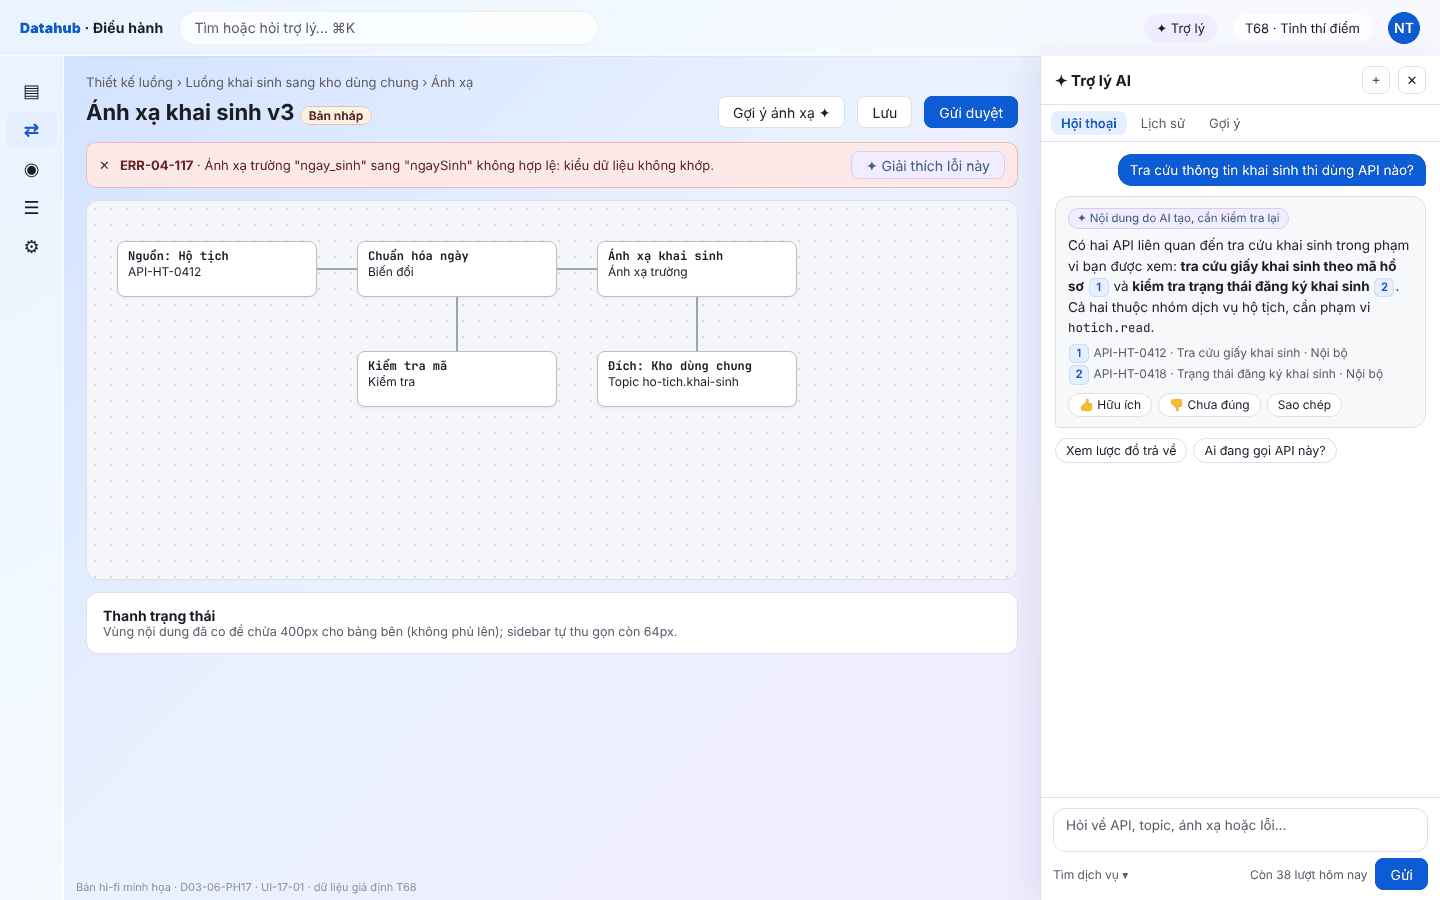 Datahub · Điều hành
Tìm hoặc hỏi trợ lý... ⌘K
✦ Trợ lý
T68 · Tỉnh thí điểm
NT
Thiết kế luồng › Luồng khai sinh sang kho dùng chung › Ánh xạ
Ánh xạ khai sinh v3
Bản nháp
Gợi ý ánh xạ ✦
Lưu
Gửi duyệt
✕ ERR-04-117 · Ánh xạ trường "ngay_sinh" sang "ngaySinh" không hợp lệ: kiểu dữ liệu không khớp.
✦ Giải thích lỗi này
Nguồn: Hộ tịch
API-HT-0412
Chuẩn hóa ngày
Biến đổi
Ánh xạ khai sinh
Ánh xạ trường
Kiểm tra mã
Kiểm tra
Đích: Kho dùng chung
Topic ho-tich.khai-sinh
Thanh trạng thái
Vùng nội dung đã co để chừa 400px cho bảng bên (không phủ lên); sidebar tự thu gọn còn 64px.
Bản hi-fi minh họa · D03-06-PH17 · UI-17-01 · dữ liệu giả định T68
✦ Trợ lý AI
+
✕
Hội thoại
Lịch sử
Gợi ý
Tra cứu thông tin khai sinh thì dùng API nào?
✦ Nội dung do AI tạo, cần kiểm tra lại
Có hai API liên quan đến tra cứu khai sinh trong phạm
vi bạn được xem: tra cứu giấy khai sinh theo mã hồ
sơ 1 và kiểm tra trạng thái đăng ký khai sinh 2.
Cả hai thuộc nhóm dịch vụ hộ tịch, cần phạm vi
hotich.read.
1 API-HT-0412 · Tra cứu giấy khai sinh · Nội bộ
2 API-HT-0418 · Trạng thái đăng ký khai sinh · Nội bộ
👍 Hữu ích
👎 Chưa đúng
Sao chép
Xem lược đồ trả về
Ai đang gọi API này?
Hỏi về API, topic, ánh xạ hoặc lỗi...
Tìm dịch vụ ▾
Còn 38 lượt hôm nay
Gửi